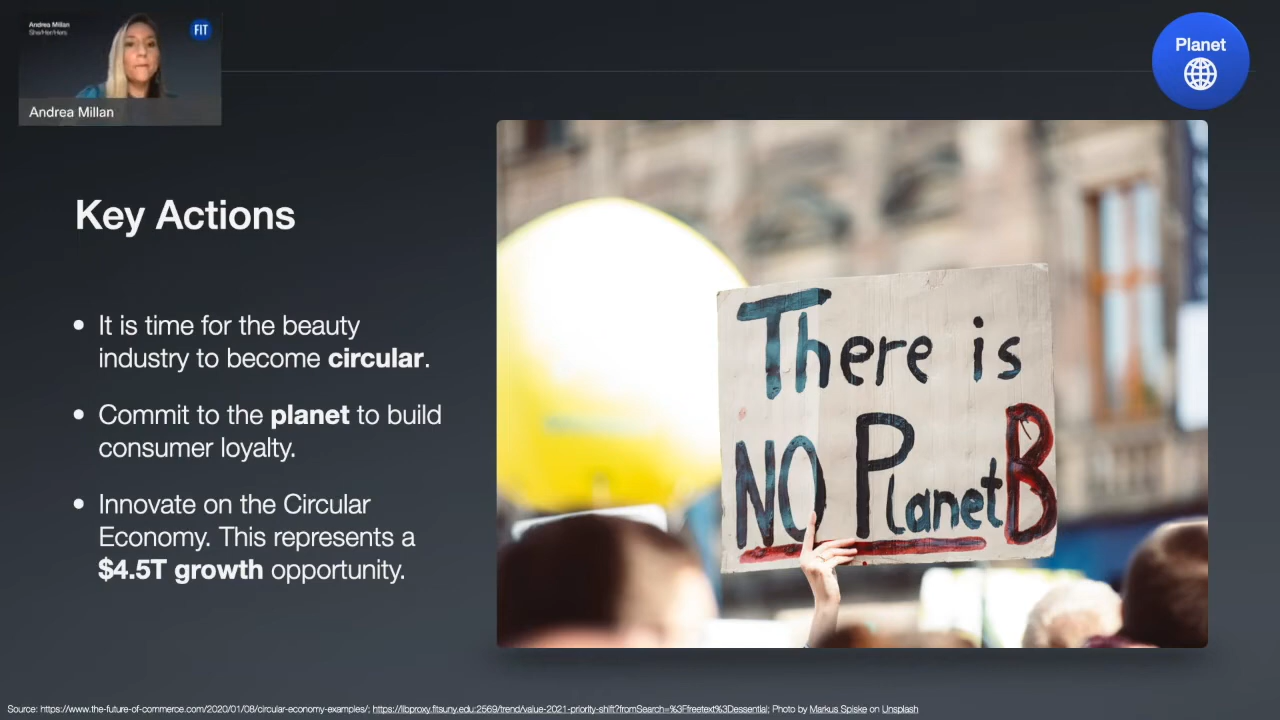 Andrea Millan
She/Her/Hers
FIT
Andrea Millan
Planet
Key Actions
• It is time for the beauty
industry to become circular.
• Commit to the planet to build
consumer loyalty.
• Innovate on the Circular
Economy. This represents a
$4.5T growth opportunity.
There is
NO PlanetB
Source: https://www.the-future-of-commerce.com/2020/01/08/circular-economy-examples/; https://libproxy.fitsuny.edu:2569/trend/value-2021-priority-shift?fromSearch=%3Ffreetext%3Dessential; Photo by Markus Spiske on Unsplash